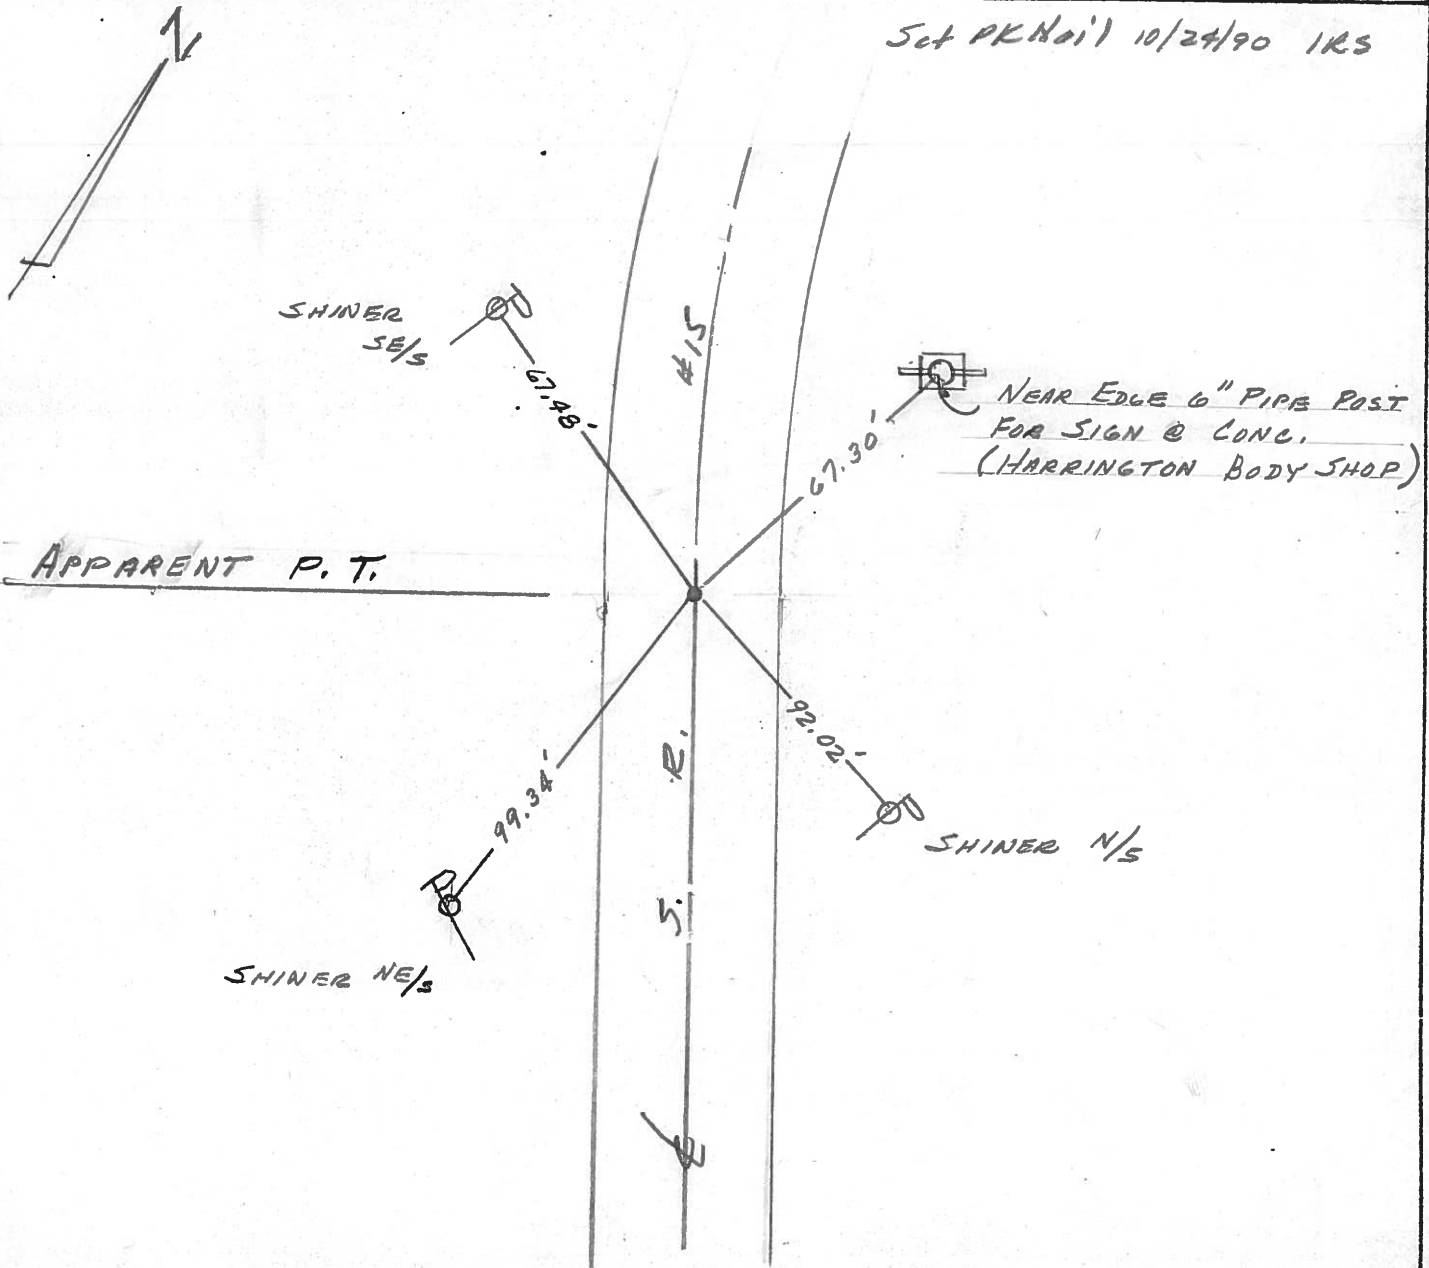 N
Set PK Nail 10/24/90 IRS
SHINER
SE/S
67.48'
#15
67.30'
NEAR EDGE 6" PIPE POST
FOR SIGN @ CONC.
(HARRINGTON BODY SHOP)
APPARENT P. T.
S. R.
99.34'
92.02'
SHINER N/S
SHINER NE/S
℄